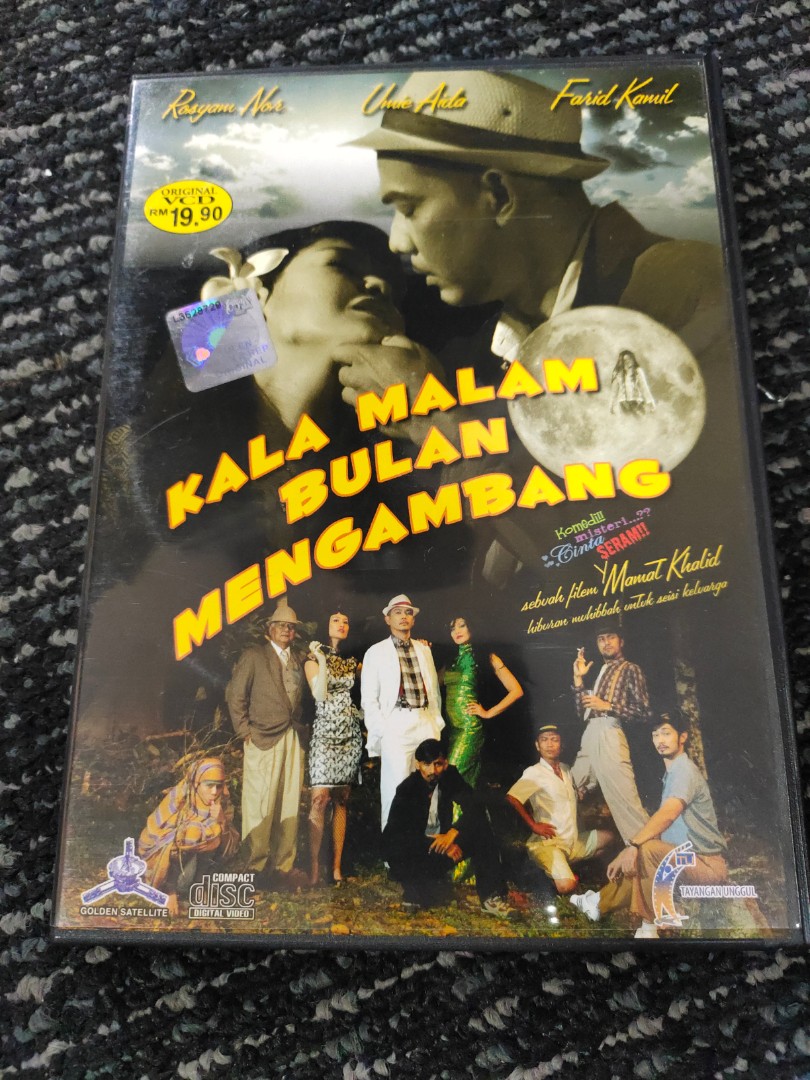 Rosyam Nor Umie Aida Farid Kamil
ORIGINAL
VCD
RM 19.90
KALA MALAM
BULAN
MENGAMBANG
Komedi!!!
misteri...??
Cinta
SERAM!!
sebuah filem Mamat Khalid
hiburan muhibbah untuk seisi keluarga
GOLDEN SATELLITE
COMPACT
disc
DIGITAL VIDEO
TAYANGAN UNGGUL